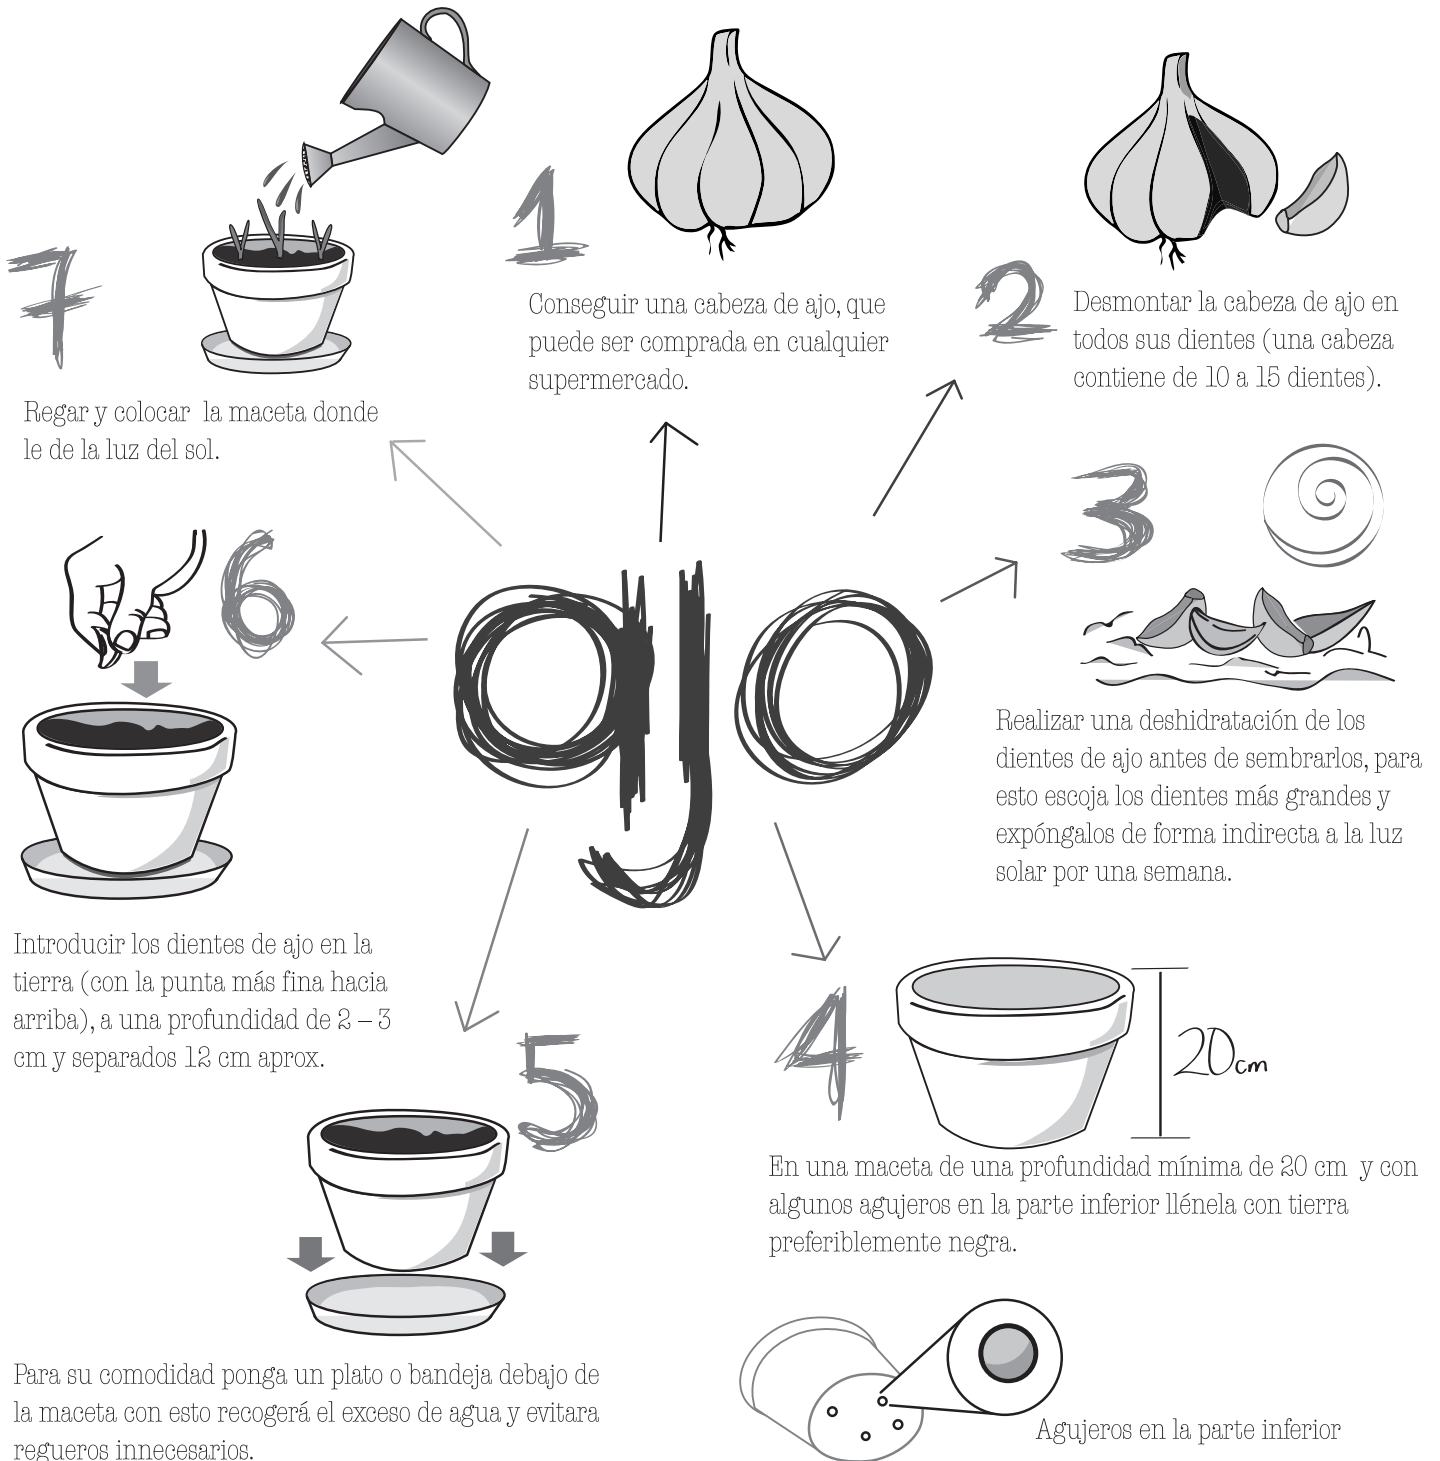 ajo
1
Conseguir una cabeza de ajo, que
puede ser comprada en cualquier
supermercado.
2
Desmontar la cabeza de ajo en
todos sus dientes (una cabeza
contiene de 10 a 15 dientes).
3
Realizar una deshidratación de los
dientes de ajo antes de sembrarlos, para
esto escoja los dientes más grandes y
expóngalos de forma indirecta a la luz
solar por una semana.
4
20cm
En una maceta de una profundidad mínima de 20 cm y con
algunos agujeros en la parte inferior llénela con tierra
preferiblemente negra.
Agujeros en la parte inferior
5
Para su comodidad ponga un plato o bandeja debajo de
la maceta con esto recogerá el exceso de agua y evitara
regueros innecesarios.
6
Introducir los dientes de ajo en la
tierra (con la punta más fina hacia
arriba), a una profundidad de 2 – 3
cm y separados 12 cm aprox.
7
Regar y colocar la maceta donde
le de la luz del sol.